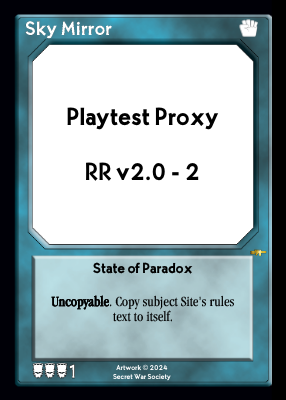 Sky Mirror
Playtest Proxy
RR v2.0 - 2
State of Paradox
Uncopyable. Copy subject Site's rules
text to itself.
1
Artwork © 2024
Secret War Society